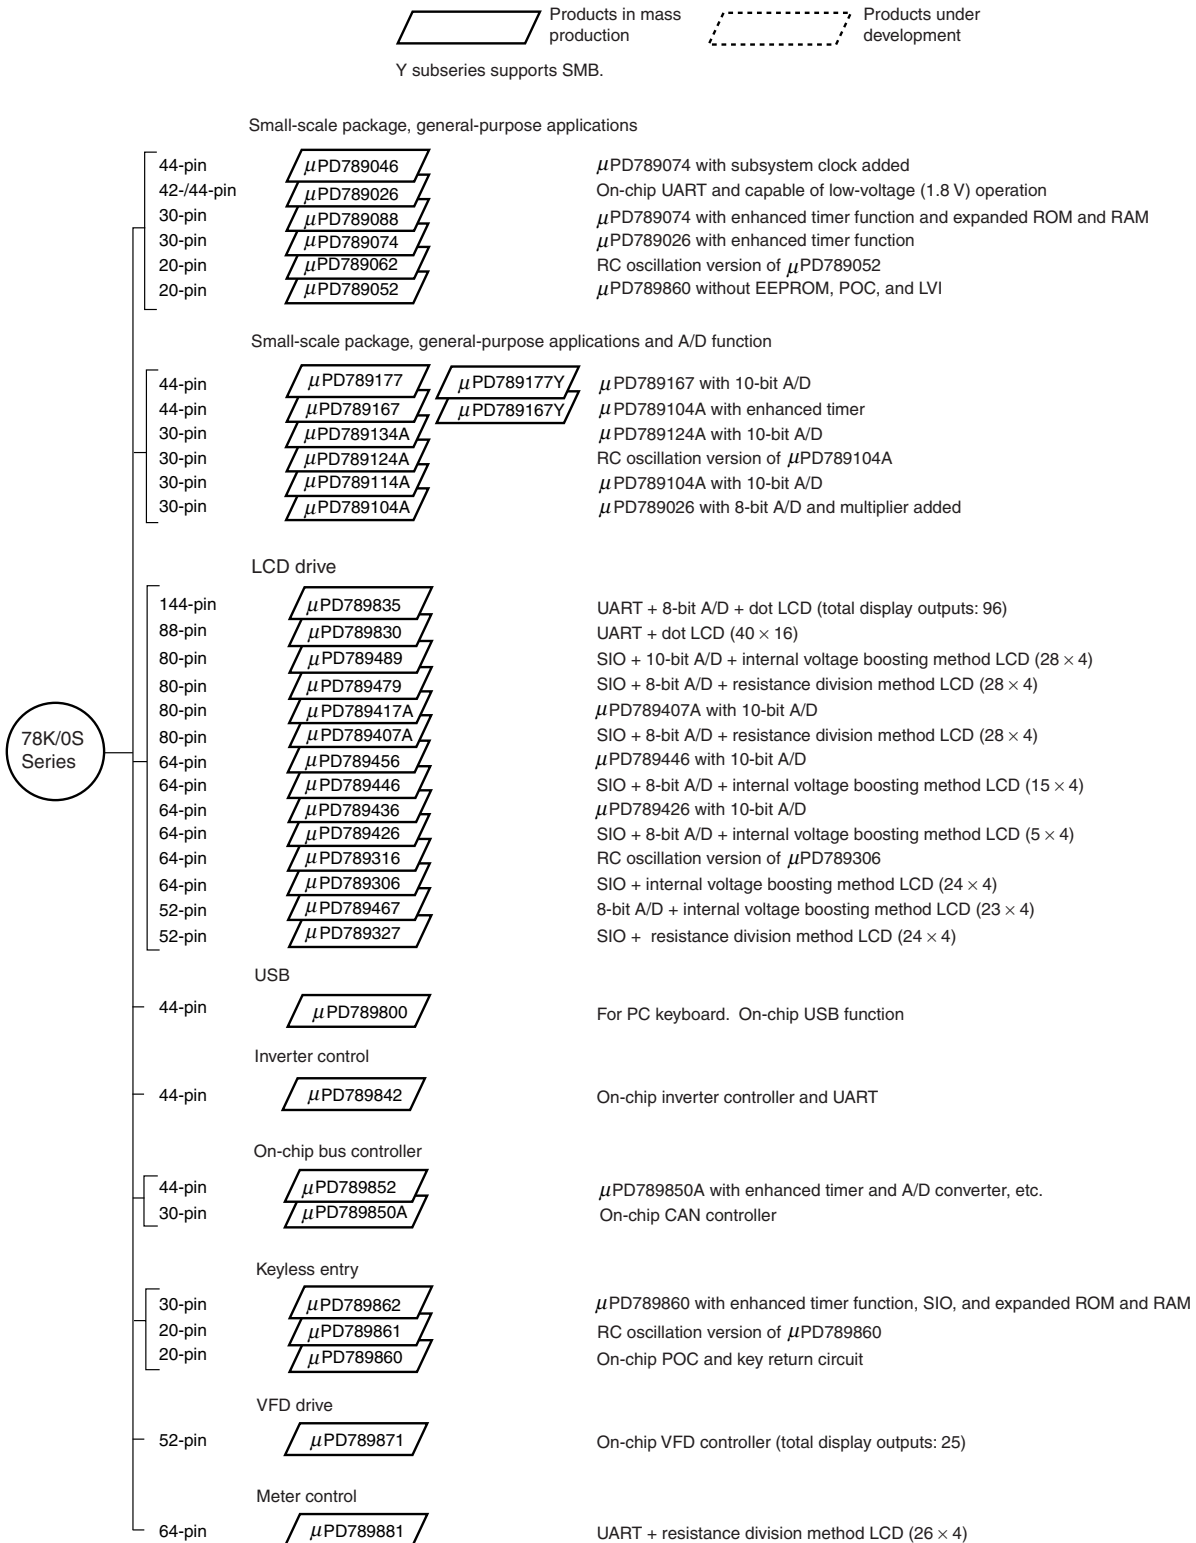 Products in mass production
Products under development
Y subseries supports SMB.
Small-scale package, general-purpose applications
44-pin μPD789046 μPD789074 with subsystem clock added
42-/44-pin μPD789026 On-chip UART and capable of low-voltage (1.8 V) operation
30-pin μPD789088 μPD789074 with enhanced timer function and expanded ROM and RAM
30-pin μPD789074 μPD789026 with enhanced timer function
20-pin μPD789062 RC oscillation version of μPD789052
20-pin μPD789052 μPD789860 without EEPROM, POC, and LVI
Small-scale package, general-purpose applications and A/D function
44-pin μPD789177 μPD789177Y μPD789167 with 10-bit A/D
44-pin μPD789167 μPD789167Y μPD789104A with enhanced timer
30-pin μPD789134A μPD789124A with 10-bit A/D
30-pin μPD789124A RC oscillation version of μPD789104A
30-pin μPD789114A μPD789104A with 10-bit A/D
30-pin μPD789104A μPD789026 with 8-bit A/D and multiplier added
LCD drive
144-pin μPD789835 UART + 8-bit A/D + dot LCD (total display outputs: 96)
88-pin μPD789830 UART + dot LCD (40 × 16)
80-pin μPD789489 SIO + 10-bit A/D + internal voltage boosting method LCD (28 × 4)
80-pin μPD789479 SIO + 8-bit A/D + resistance division method LCD (28 × 4)
80-pin μPD789417A μPD789407A with 10-bit A/D
80-pin μPD789407A SIO + 8-bit A/D + resistance division method LCD (28 × 4)
78K/0S Series
64-pin μPD789456 μPD789446 with 10-bit A/D
64-pin μPD789446 SIO + 8-bit A/D + internal voltage boosting method LCD (15 × 4)
64-pin μPD789436 μPD789426 with 10-bit A/D
64-pin μPD789426 SIO + 8-bit A/D + internal voltage boosting method LCD (5 × 4)
64-pin μPD789316 RC oscillation version of μPD789306
64-pin μPD789306 SIO + internal voltage boosting method LCD (24 × 4)
52-pin μPD789467 8-bit A/D + internal voltage boosting method LCD (23 × 4)
52-pin μPD789327 SIO + resistance division method LCD (24 × 4)
USB
44-pin μPD789800 For PC keyboard. On-chip USB function
Inverter control
44-pin μPD789842 On-chip inverter controller and UART
On-chip bus controller
44-pin μPD789852 μPD789850A with enhanced timer and A/D converter, etc.
30-pin μPD789850A On-chip CAN controller
Keyless entry
30-pin μPD789862 μPD789860 with enhanced timer function, SIO, and expanded ROM and RAM
20-pin μPD789861 RC oscillation version of μPD789860
20-pin μPD789860 On-chip POC and key return circuit
VFD drive
52-pin μPD789871 On-chip VFD controller (total display outputs: 25)
Meter control
64-pin μPD789881 UART + resistance division method LCD (26 × 4)